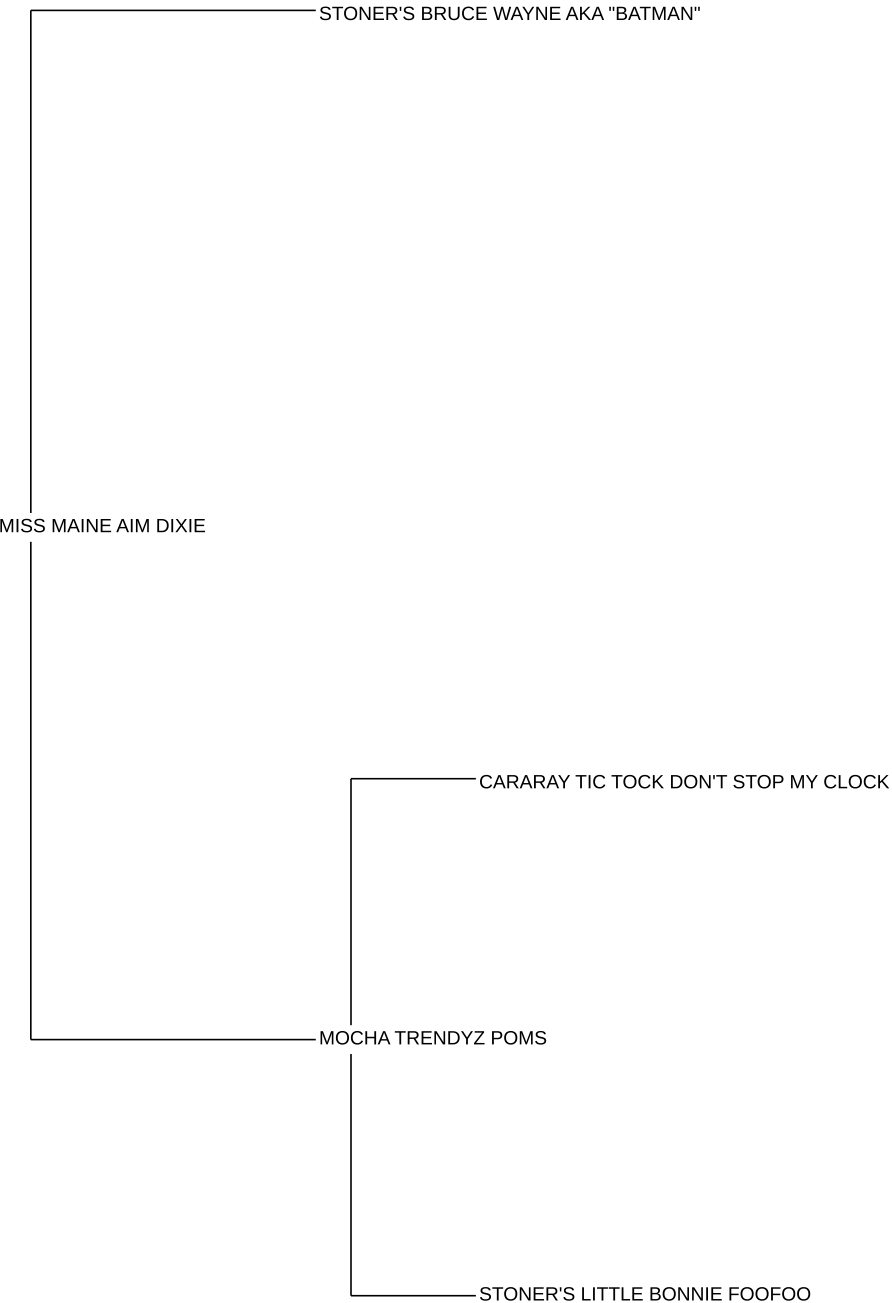 STONER'S BRUCE WAYNE AKA "BATMAN"
MISS MAINE AIM DIXIE
CARARAY TIC TOCK DON'T STOP MY CLOCK
MOCHA TRENDYZ POMS
STONER'S LITTLE BONNIE FOOFOO